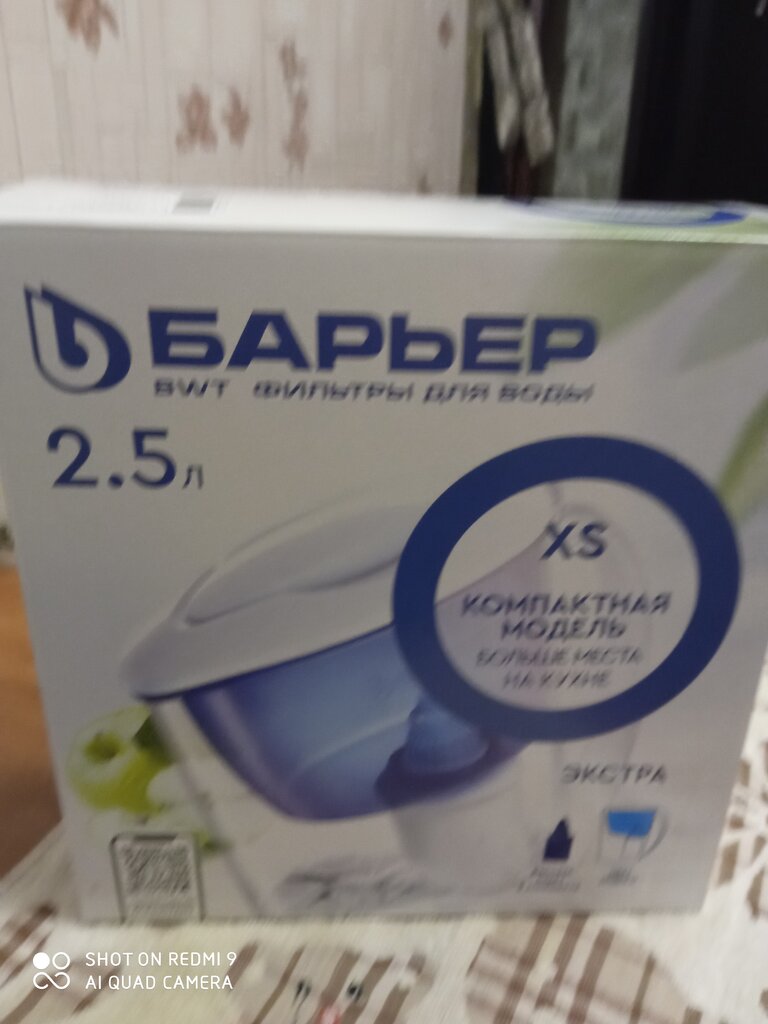 БАРЬЕР
BWT ФИЛЬТРЫ ДЛЯ ВОДЫ
2.5 л
XS
КОМПАКТНАЯ
МОДЕЛЬ
БОЛЬШЕ МЕСТА
НА КУХНЕ
ЭКСТРА
SHOT ON REDMI 9
AI QUAD CAMERA